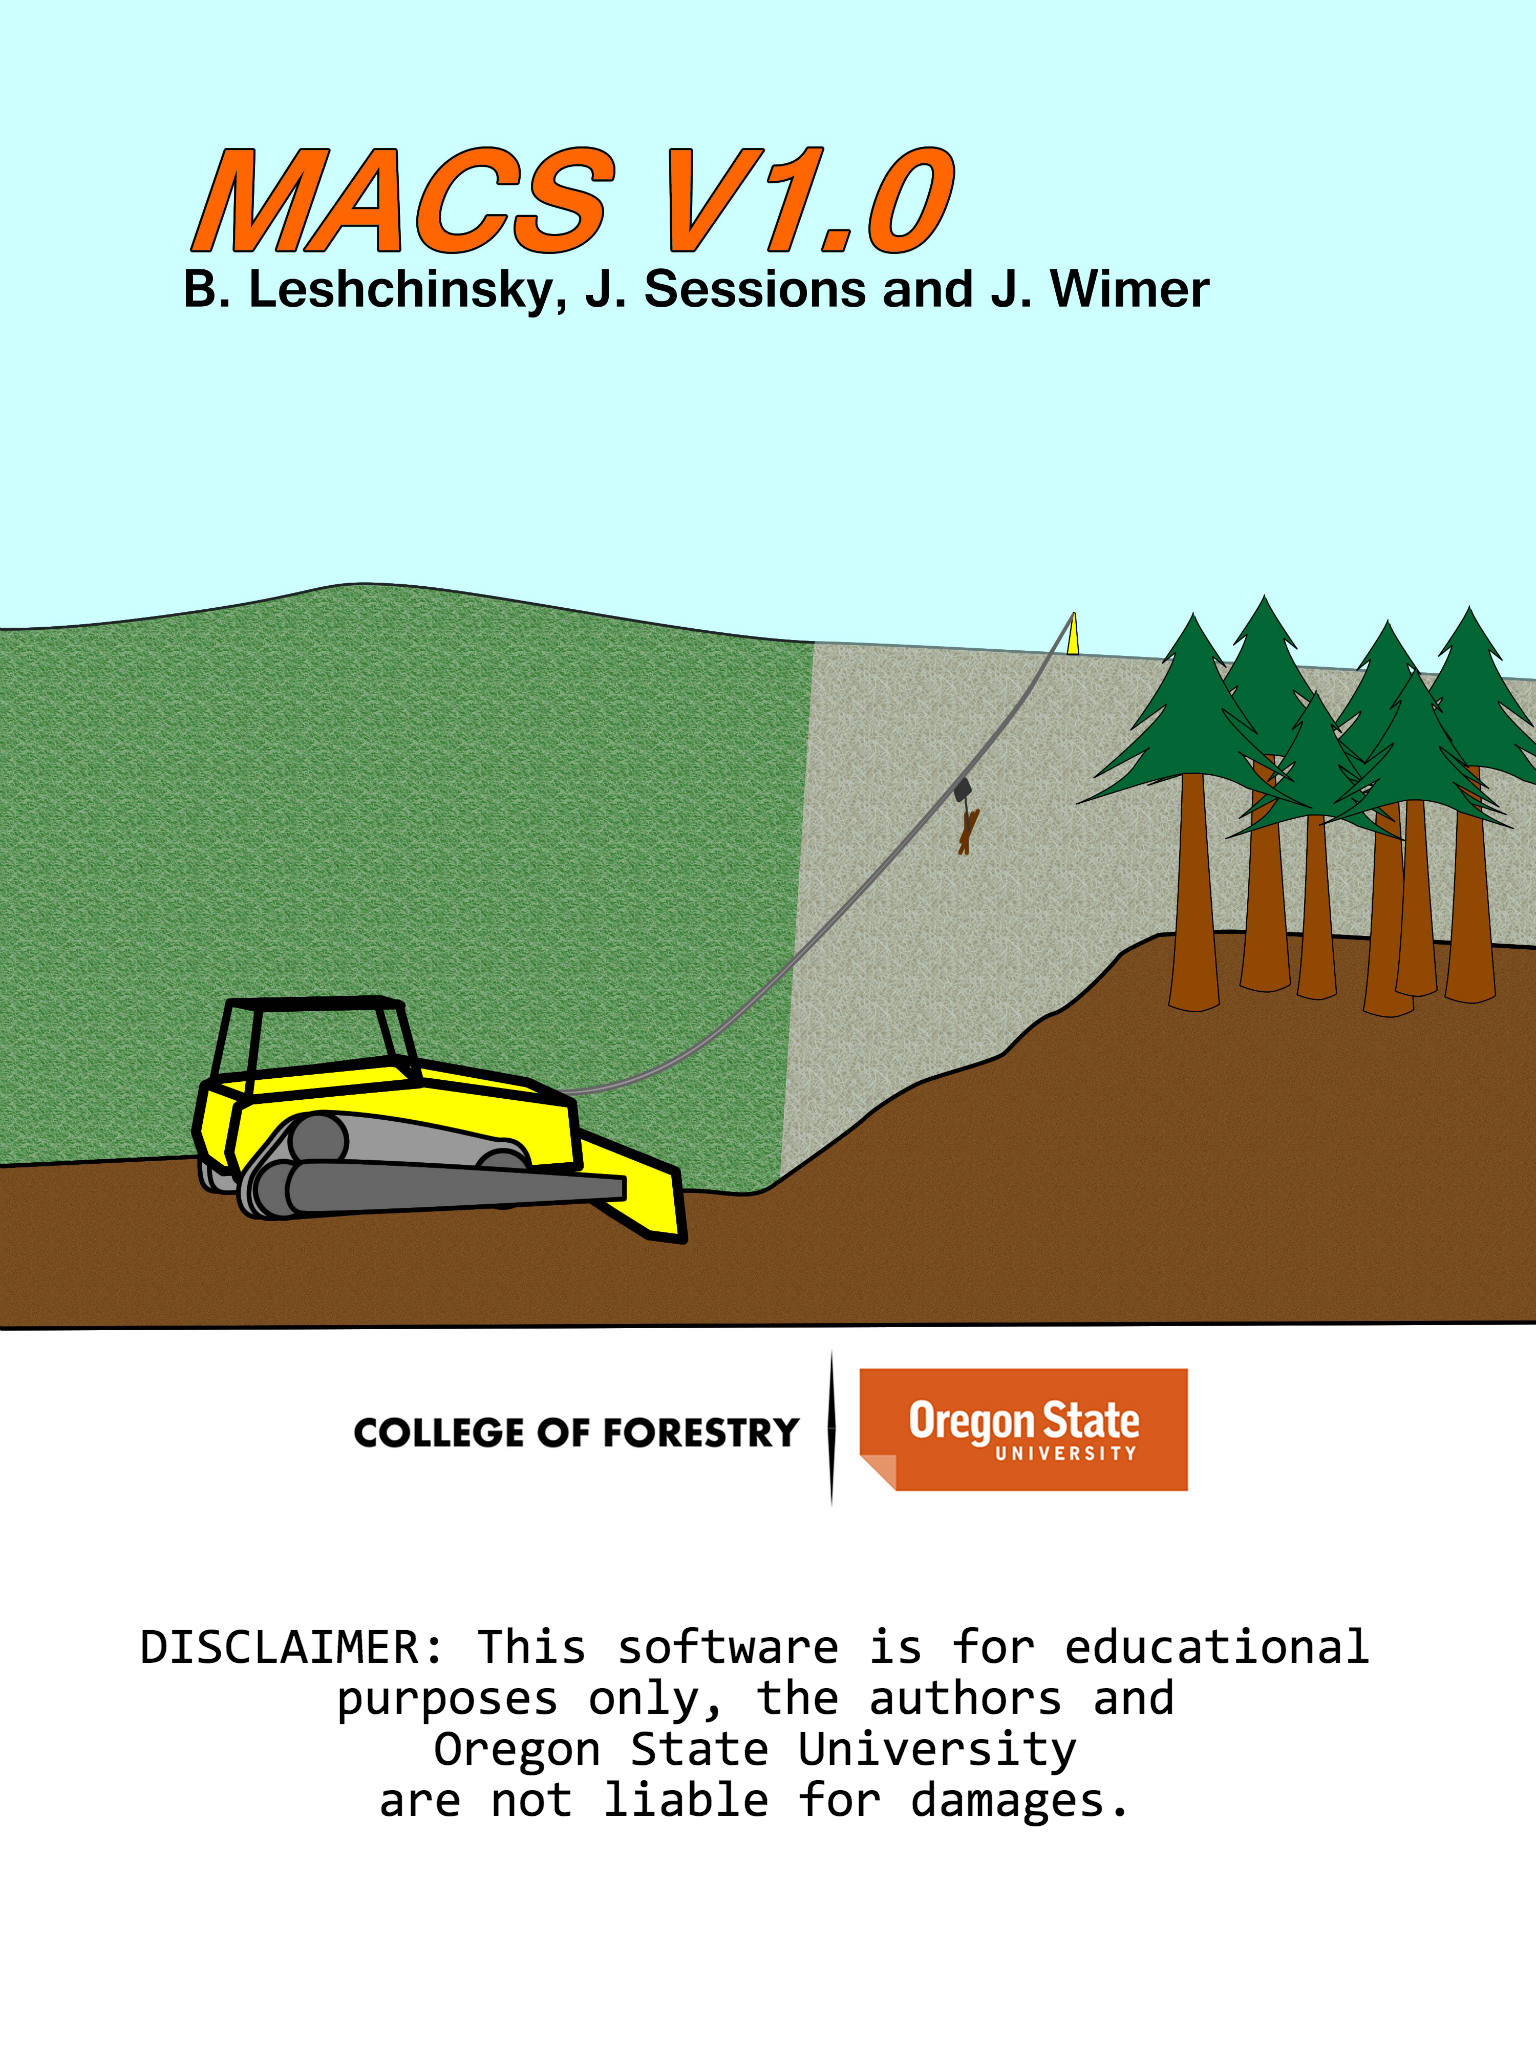 MACS V1.0
B. Leshchinsky, J. Sessions and J. Wimer
COLLEGE OF FORESTRY
Oregon State
UNIVERSITY
DISCLAIMER: This software is for educational
purposes only, the authors and
Oregon State University
are not liable for damages.